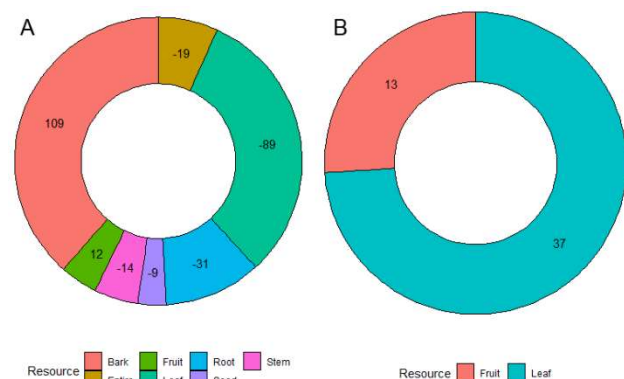 A
B
-19
109
-89
12
-14
-9
-31
13
37
Resource
Bark Fruit Root Stem
Resource Fruit Leaf